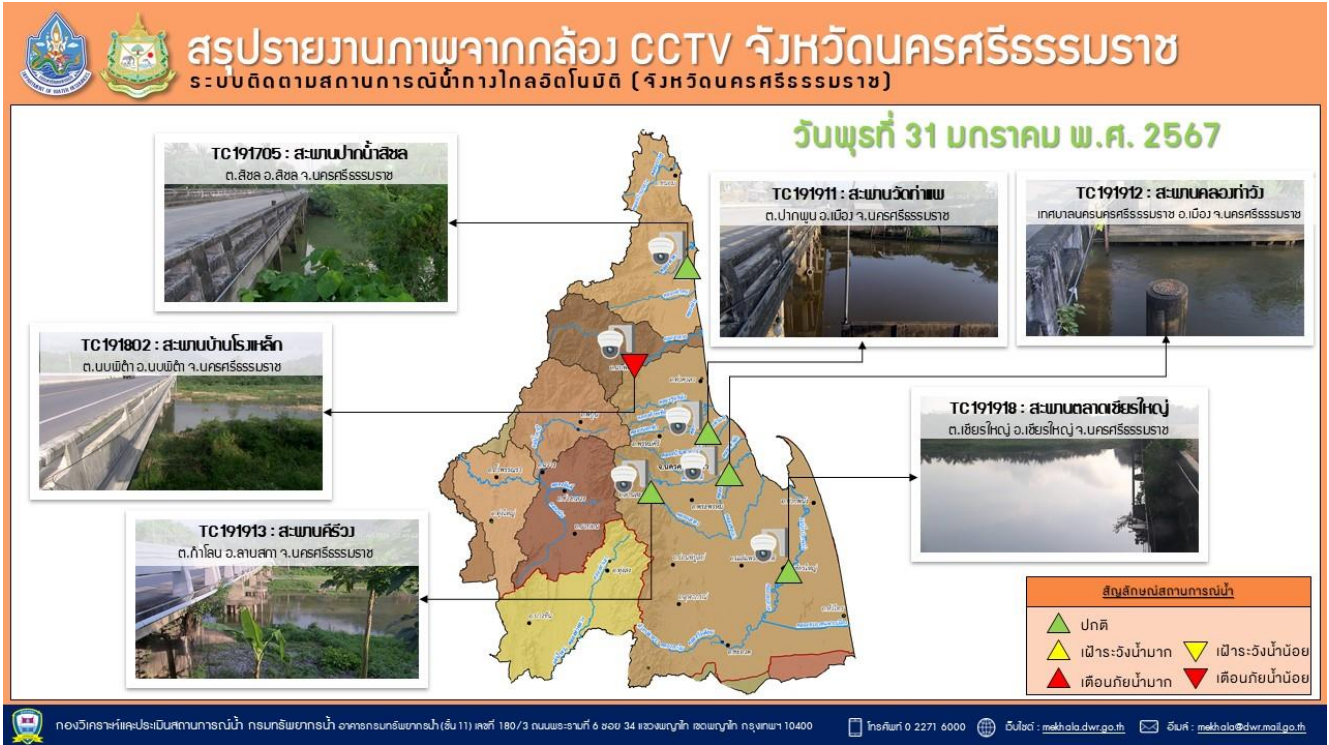 สรุปรายงานภาพจากกล้อง CCTV จังหวัดนครศรีธรรมราช
ระบบติดตามสถานการณ์น้ำทางไกลอัตโนมัติ (จังหวัดนครศรีธรรมราช)
วันพุธที่ 31 มกราคม พ.ศ. 2567
TC191705 : สะพานปากน้ำสิชล
ต.สิชล อ.สิชล จ.นครศรีธรรมราช
TC191911 : สะพานวัดท่าแพ
ต.ปากพูน อ.เมือง จ.นครศรีธรรมราช
TC191912 : สะพานคลองท่าวัง
เทศบาลนครนครศรีธรรมราช อ.เมือง จ.นครศรีธรรมราช
TC191802 : สะพานบ้านโรงเหล็ก
ต.นบพิตำ อ.นบพิตำ จ.นครศรีธรรมราช
TC191918 : สะพานตลาดเชียรใหญ่
ต.เชียรใหญ่ อ.เชียรใหญ่ จ.นครศรีธรรมราช
TC191913 : สะพานคีรีวง
ต.กำโลน อ.ลานสกา จ.นครศรีธรรมราช
สัญลักษณ์สถานการณ์น้ำ
ปกติ
เฝ้าระวังน้ำมาก เฝ้าระวังน้ำน้อย
เตือนภัยน้ำมาก เตือนภัยน้ำน้อย
กองวิเคราะห์และประเมินสถานการณ์น้ำ กรมทรัพยากรน้ำ อาคารกรมทรัพยากรน้ำ (ชั้น 11) เลขที่ 180/3 ถนนพระรามที่ 6 ซอย 34 แขวงพญาไท เขตพญาไท กรุงเทพฯ 10400 โทรศัพท์ 0 2271 6000 เว็บไซต์ : mekhala.dwr.go.th อีเมล์ : mekhala@dwr.mail.go.th